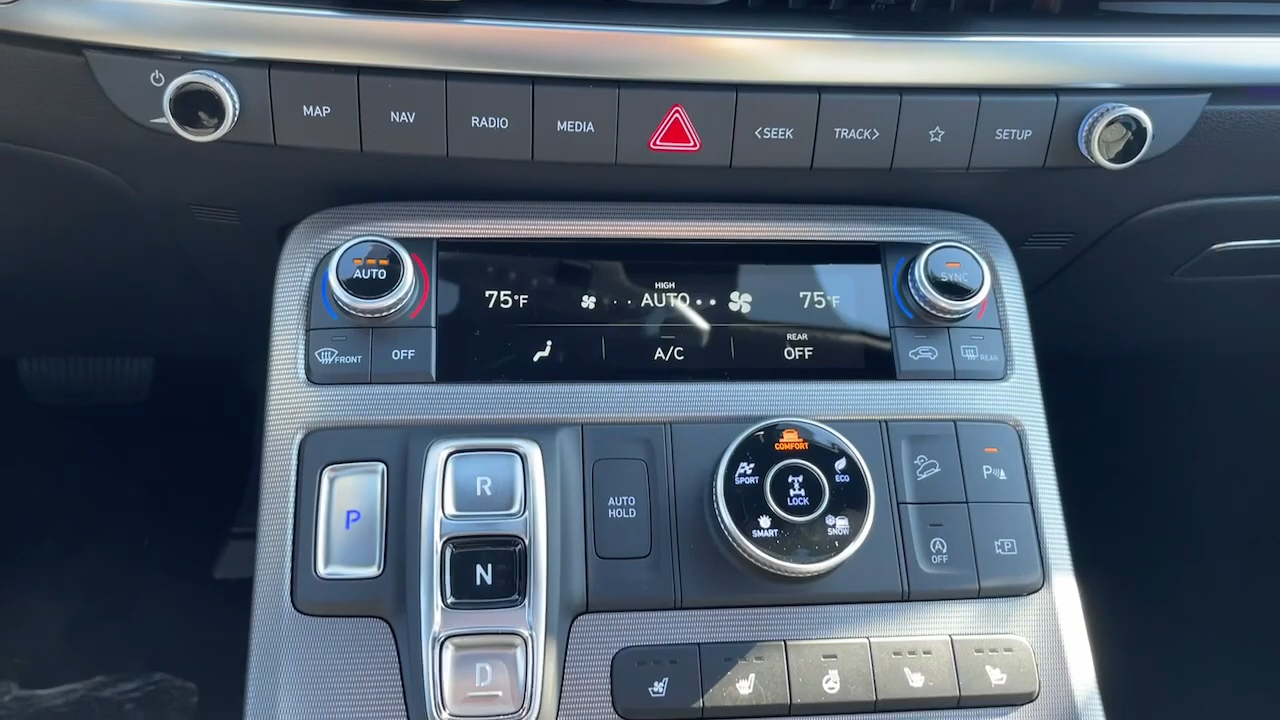 MAP
NAV
RADIO
MEDIA
<SEEK
TRACK>
SETUP
AUTO
75°F
HIGH
AUTO
75°F
SYNC
FRONT
OFF
A/C
REAR
OFF
REAR
P
R
N
D
AUTO
HOLD
COMFORT
SPORT
ECO
LOCK
SMART
SNOW
P
A
OFF
P